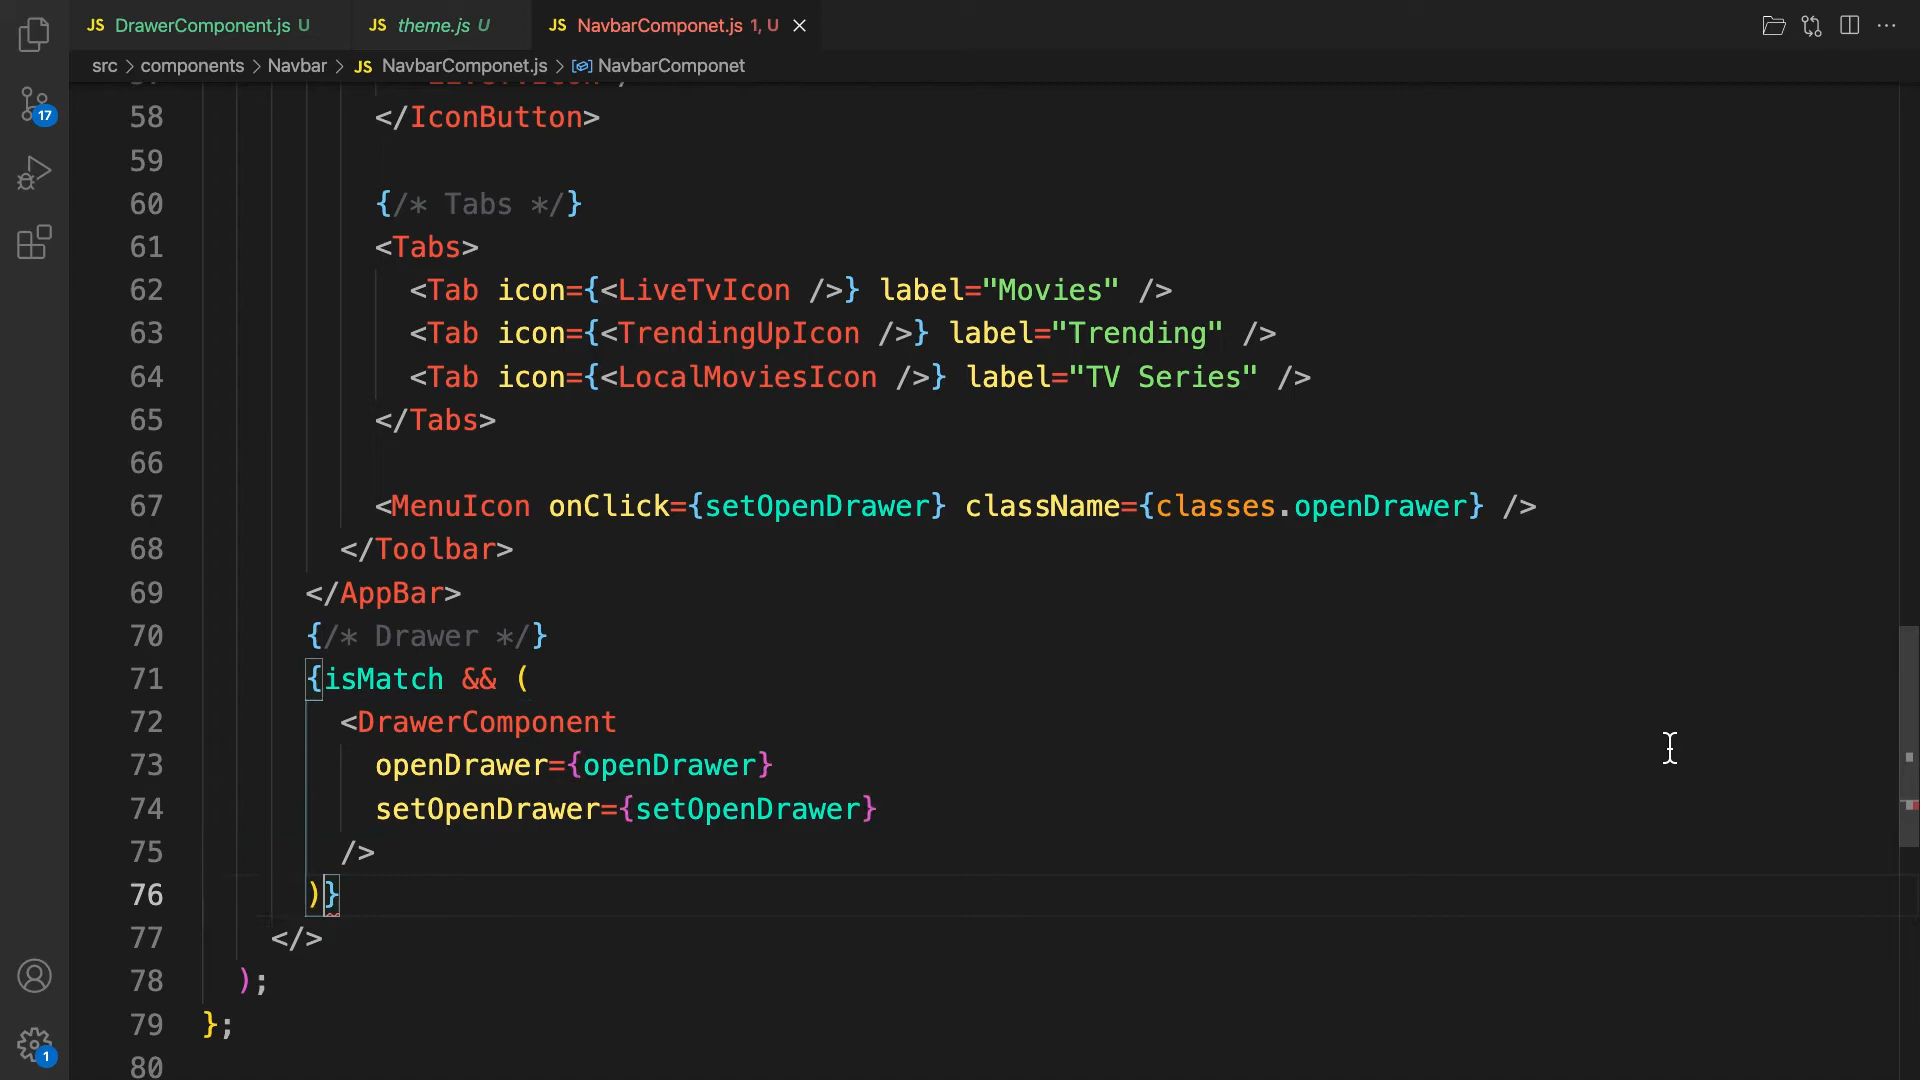 JS DrawerComponent.js U JS theme.js U JS NavbarComponet.js 1, U
src > components > Navbar > JS NavbarComponet.js > NavbarComponet
58 </IconButton>
59
60 {/* Tabs */}
61 <Tabs>
62 <Tab icon={<LiveTvIcon />} label="Movies" />
63 <Tab icon={<TrendingUpIcon />} label="Trending" />
64 <Tab icon={<LocalMoviesIcon />} label="TV Series" />
65 </Tabs>
66
67 <MenuIcon onClick={setOpenDrawer} className={classes.openDrawer} />
68 </Toolbar>
69 </AppBar>
70 {/* Drawer */}
71 {isMatch && (
72 <DrawerComponent
73 openDrawer={openDrawer}
74 setOpenDrawer={setOpenDrawer}
75 />
76 )}
77 </>
78 );
79 };
80
17
1